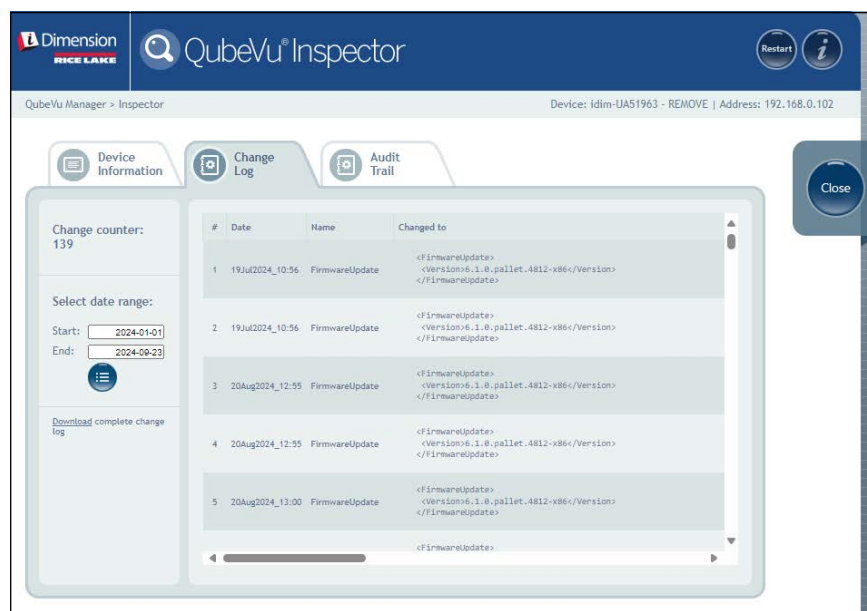 iDimension
RICE LAKE
QubeVu® Inspector
Restart
i
QubeVu Manager > Inspector
Device: idim-UA51963 - REMOVE | Address: 192.168.0.102
Device
Information
Change
Log
Audit
Trail
Close
Change counter:
139
Select date range:
Start: 2024-01-01
End: 2024-09-23
Download complete change
log
# Date Name Changed to
1 19Jul2024_10:56 FirmwareUpdate
<FirmwareUpdate>
<Version>6.1.0.pallet.4812-x86</Version>
</FirmwareUpdate>
2 19Jul2024_10:56 FirmwareUpdate
<FirmwareUpdate>
<Version>6.1.0.pallet.4812-x86</Version>
</FirmwareUpdate>
3 20Aug2024_12:55 FirmwareUpdate
<FirmwareUpdate>
<Version>6.1.0.pallet.4812-x86</Version>
</FirmwareUpdate>
4 20Aug2024_12:55 FirmwareUpdate
<FirmwareUpdate>
<Version>6.1.0.pallet.4812-x86</Version>
</FirmwareUpdate>
5 20Aug2024_13:00 FirmwareUpdate
<FirmwareUpdate>
<Version>6.1.0.pallet.4812-x86</Version>
</FirmwareUpdate>
<FirmwareUpdate>